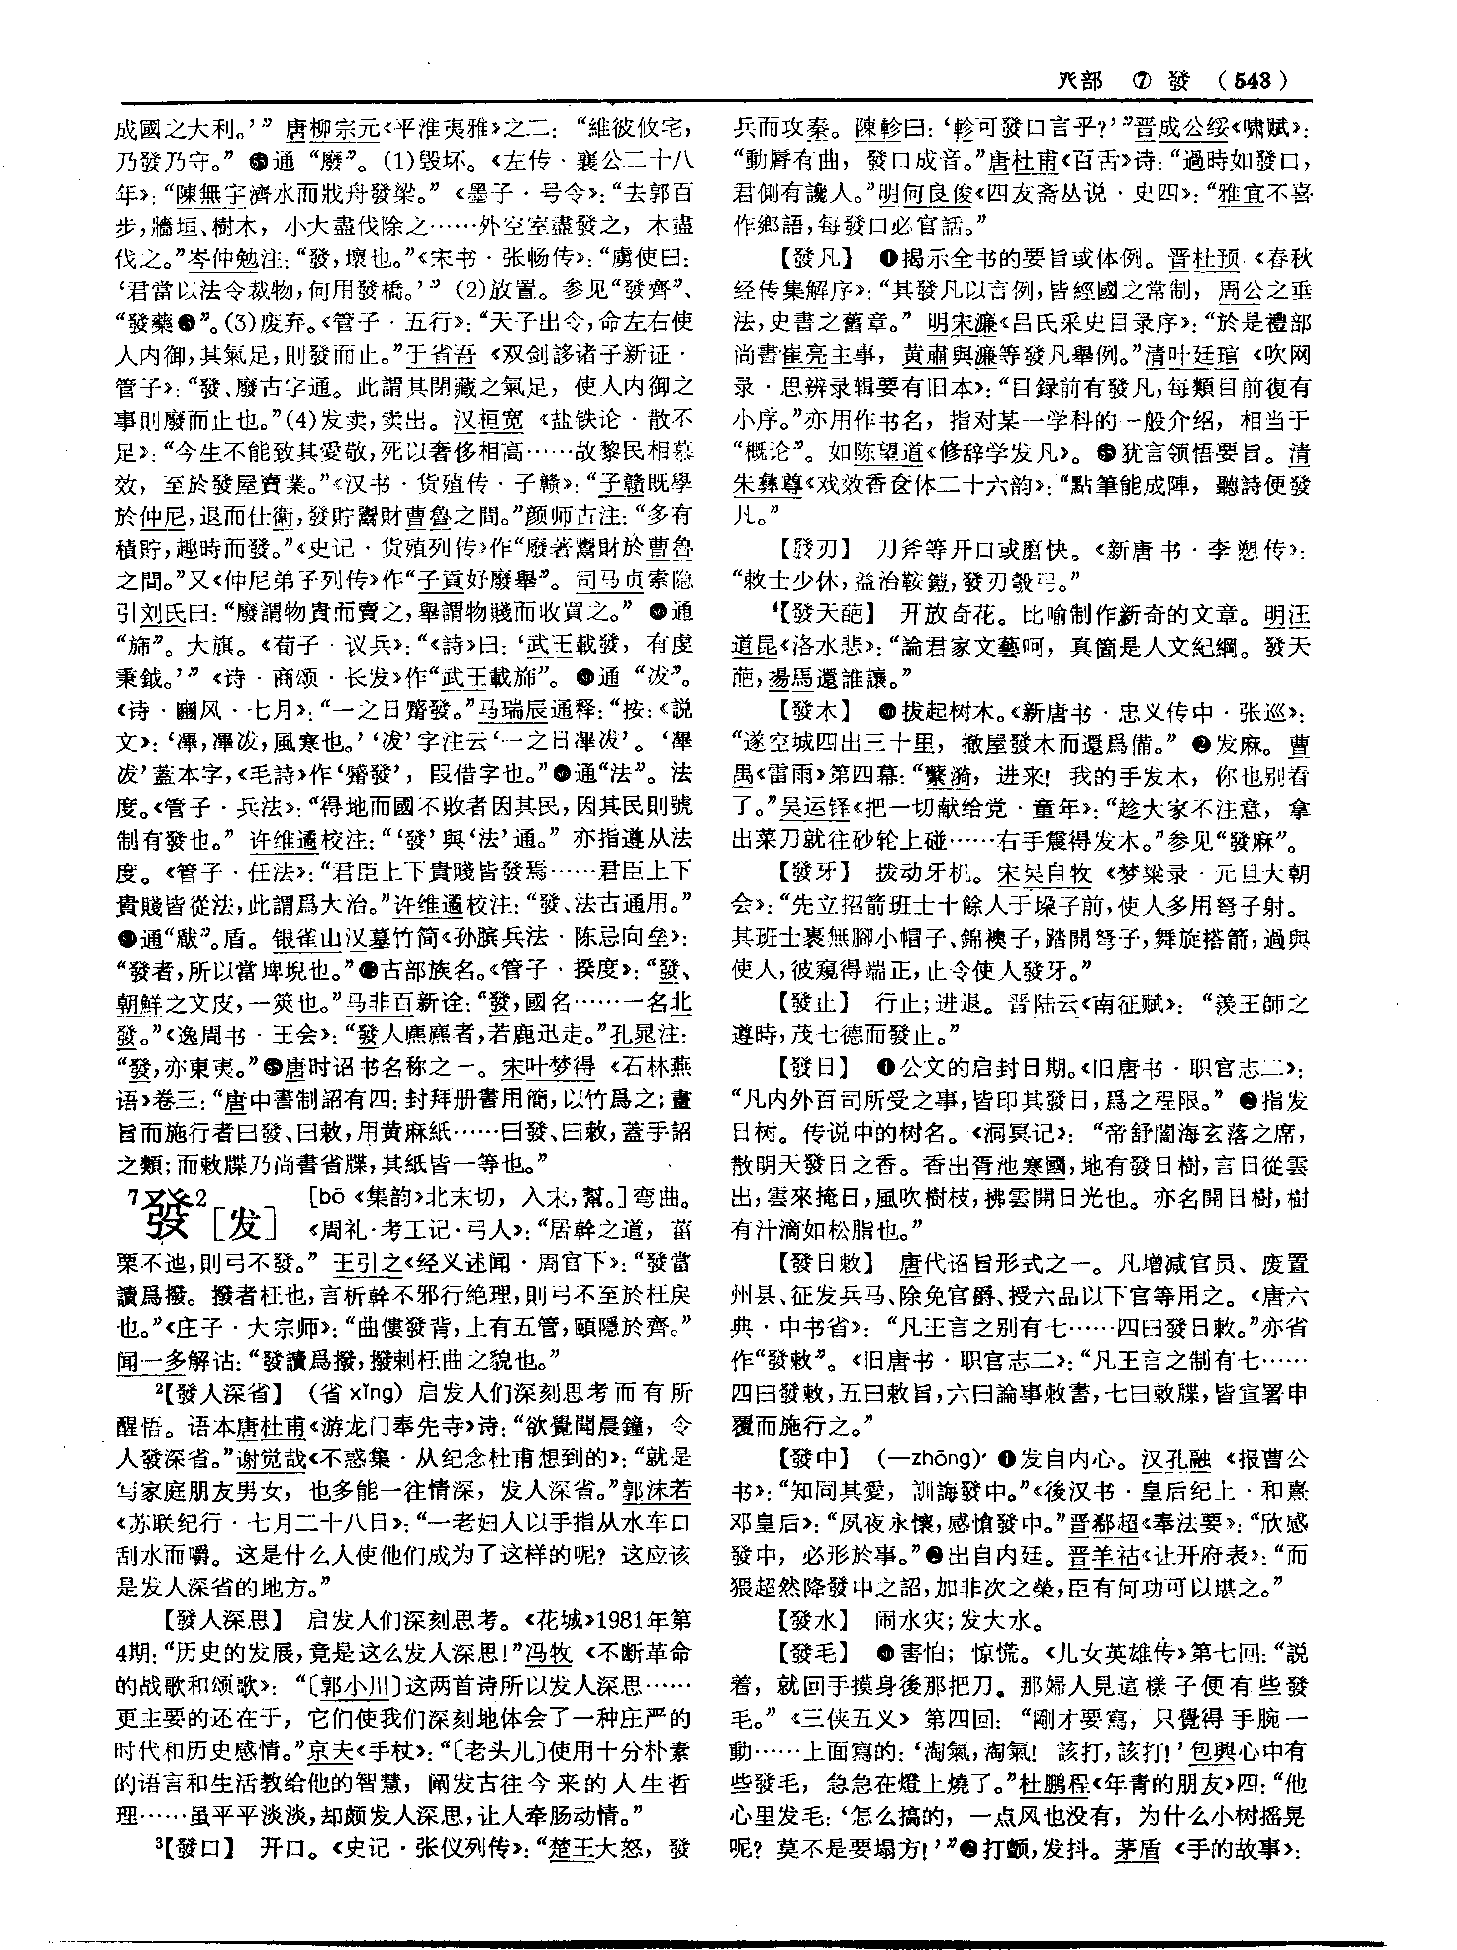 癶部 ⑦ 發 (543)
成國之大利。’” 唐柳宗元《平淮夷雅》之二：“維彼攸宅，
乃發乃守。” 通“廢”。(1)毁坏。《左传·襄公二十八
年》：“陳無宇濟水而戕舟發梁。” 《墨子·号令》：“去郭百
步，牆垣、樹木，小大盡伐除之……外空室盡發之，木盡
伐之。”岑仲勉注：“發，壞也。”《宋书·张畅传》：“虜使曰：
‘君當以法令裁物，何用發橋。’” (2)放置。参见“發齊”、
“發藥”。(3)废弃。《管子·五行》：“天子出令，命左右使
人内御，其氣足，則發而止。”于省吾《双剑誃诸子新证·
管子》：“發、廢古字通。此謂其閉藏之氣足，使人内御之
事則廢而止也。”(4)发卖，卖出。汉桓宽《盐铁论·散不
足》：“今生不能致其愛敬，死以奢侈相高……故黎民相慕
效，至於發屋賣業。”《汉书·货殖传·子赣》：“子贛既學
於仲尼，退而仕衛，發貯鬻財曹魯之間。”颜师古注：“多有
積貯，趣時而發。”《史记·货殖列传》作“廢著鬻財於曹魯
之間。”又《仲尼弟子列传》作“子貢好廢舉”。司马贞索隐
引刘氏曰：“廢謂物貴而賣之，舉謂物賤而收買之。” 通
“旆”。大旗。《荀子·议兵》：“《詩》曰：‘武王載發，有虔
秉鉞。’” 《诗·商颂·长发》作“武王載旆”。 通“冹”。
《诗·豳风·七月》：“一之日觱發。”马瑞辰通释：“按：《説
文》：‘滭，滭冹，風寒也。’‘冹’字注云‘一之日滭冹’。‘滭
冹’蓋本字，《毛詩》作‘觱發’，叚借字也。”通“法”。法
度。《管子·兵法》：“得地而國不敗者因其民，因其民則號
制有發也。” 许维遹校注：“‘發’與‘法’通。” 亦指遵从法
度。《管子·任法》：“君臣上下貴賤皆發焉……君臣上下
貴賤皆從法，此謂爲大治。”许维遹校注：“發、法古通用。”
通“瞂”。盾。银雀山汉墓竹简《孙膑兵法·陈忌问垒》：
“發者，所以當埤堄也。”古部族名。《管子·揆度》：“發、
朝鮮之文皮，一筴也。”马非百新诠：“發，國名……一名北
發。”《逸周书·王会》：“發人麃麃者，若鹿迅走。”孔晁注：
“發，亦東夷。”唐时诏书名称之一。宋叶梦得《石林燕
语》卷三：“唐中書制詔有四：封拜册書用簡，以竹爲之；畫
旨而施行者曰發、曰敕，用黄麻紙……曰發、曰敕，蓋手詔
之類；而敕牒乃尚書省牒，其紙皆一等也。”
7發2［发］ [bō《集韵》北末切，入末，幫。]弯曲。
《周礼·考工记·弓人》：“居幹之道，菑
栗不迆，則弓不發。” 王引之《经义述闻·周官下》：“發當
讀爲撥。撥者枉也，言析幹不邪行絶理，則弓不至於枉戾
也。”《庄子·大宗师》：“曲僂發背，上有五管，頤隱於齊。”
闻一多解诂：“發讀爲撥，撥剌枉曲之貌也。”
2【發人深省】 (省xǐng) 启发人们深刻思考而有所
醒悟。语本唐杜甫《游龙门奉先寺》诗：“欲覺聞晨鐘，令
人發深省。”谢觉哉《不惑集·从纪念杜甫想到的》：“就是
写家庭朋友男女，也多能一往情深，发人深省。”郭沫若
《苏联纪行·七月二十八日》：“一老妇人以手指从水车口
刮水而嚼。这是什么人使他们成为了这样的呢？这应该
是发人深省的地方。”
【發人深思】 启发人们深刻思考。《花城》1981年第
4期：“历史的发展，竟是这么发人深思！”冯牧《不断革命
的战歌和颂歌》：“〔郭小川〕这两首诗所以发人深思……
更主要的还在于，它们使我们深刻地体会了一种庄严的
时代和历史感情。”京夫《手杖》：“〔老头儿〕使用十分朴素
的语言和生活教给他的智慧，阐发古往今来的人生哲
理……虽平平淡淡，却颇发人深思，让人牵肠动情。”
3【發口】 开口。《史记·张仪列传》：“楚王大怒，發
兵而攻秦。陳軫曰：‘軫可發口言乎？’”晋成公绥《啸赋》：
“動脣有曲，發口成音。”唐杜甫《百舌》诗：“過時如發口，
君側有讒人。”明何良俊《四友斋丛说·史四》：“雅宜不喜
作鄉語，每發口必官話。”
【發凡】 ❶揭示全书的要旨或体例。晋杜预《春秋
经传集解序》：“其發凡以言例，皆經國之常制，周公之垂
法，史書之舊章。” 明宋濂《吕氏采史目录序》：“於是禮部
尚書崔亮主事，黄肅與濂等發凡舉例。”清叶廷琯《吹网
录·思辨录辑要有旧本》：“目録前有發凡，每類目前復有
小序。”亦用作书名，指对某一学科的一般介绍，相当于
“概论”。如陈望道《修辞学发凡》。❷犹言领悟要旨。清
朱彝尊《戏效香奁体二十六韵》：“點筆能成陣，聽詩便發
凡。”
【發刃】 刀斧等开口或磨快。《新唐书·李愬传》：
“敕士少休，益治鞍鎧，發刃彀弓。”
4【發天葩】 开放奇花。比喻制作新奇的文章。明汪
道昆《洛水悲》：“論君家文藝呵，真箇是人文紀綱。發天
葩，揚馬還誰讓。”
【發木】 ❶拔起树木。《新唐书·忠义传中·张巡》：
“遂空城四出三十里，撤屋發木而還爲備。” ❷发麻。曹
禺《雷雨》第四幕：“繁漪，进来！我的手发木，你也别看
了。”吴运铎《把一切献给党·童年》：“趁大家不注意，拿
出菜刀就往砂轮上碰……右手震得发木。”参见“發麻”。
【發牙】 拨动牙机。宋吴自牧《梦粱录·元旦大朝
会》：“先立招箭班士十餘人于垜子前，使人多用弩子射。
其班士裹無脚小帽子、錦襖子，踏開弩子，舞旋搭箭，過與
使人，彼窺得端正，止令使人發牙。”
【發止】 行止；进退。晋陆云《南征赋》：“羨王師之
遵時，茂七德而發止。”
【發日】 ❶公文的启封日期。《旧唐书·职官志二》：
“凡内外百司所受之事，皆印其發日，爲之程限。” ❷指发
日树。传说中的树名。《洞冥记》：“帝舒闇海玄落之席，
散明天發日之香。香出胥池寒國，地有發日樹，言日從雲
出，雲來掩日，風吹樹枝，拂雲開日光也。亦名開日樹，樹
有汁滴如松脂也。”
【發日敕】 唐代诏旨形式之一。凡增减官员、废置
州县、征发兵马、除免官爵、授六品以下官等用之。《唐六
典·中书省》：“凡王言之别有七……四曰發日敕。”亦省
作“發敕”。《旧唐书·职官志二》：“凡王言之制有七……
四曰發敕，五曰敕旨，六曰論事敕書，七曰敕牒，皆宣署申
覆而施行之。”
【發中】 (—zhōng) ❶发自内心。汉孔融《报曹公
书》：“知同其愛，訓誨發中。”《後汉书·皇后纪上·和熹
邓皇后》：“夙夜永懷，感愴發中。”晋郗超《奉法要》：“欣感
發中，必形於事。”❷出自内廷。晋羊祜《让开府表》：“而
猥超然降發中之詔，加非次之榮，臣有何功可以堪之。”
【發水】 闹水灾；发大水。
【發毛】 ❶害怕；惊慌。《儿女英雄传》第七回：“説
着，就回手摸身後那把刀。那婦人見這樣子便有些發
毛。” 《三侠五义》第四回：“剛才要寫，只覺得手腕一
動……上面寫的：‘淘氣，淘氣！該打，該打！’包興心中有
些發毛，急急在燈上燒了。”杜鹏程《年青的朋友》四：“他
心里发毛：‘怎么搞的，一点风也没有，为什么小树摇晃
呢？莫不是要塌方！’”❷打颤，发抖。茅盾《手的故事》：